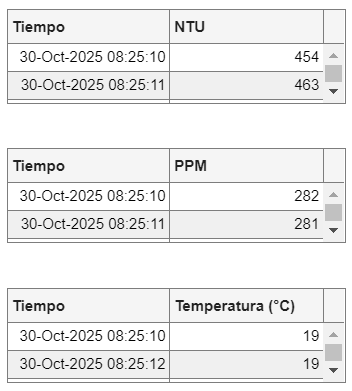 Tiempo NTU
30-Oct-2025 08:25:10 454
30-Oct-2025 08:25:11 463
Tiempo PPM
30-Oct-2025 08:25:10 282
30-Oct-2025 08:25:11 281
Tiempo Temperatura (°C)
30-Oct-2025 08:25:10 19
30-Oct-2025 08:25:12 19